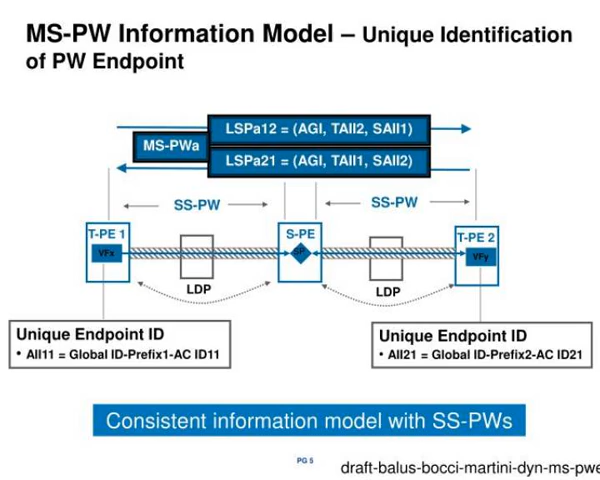 MS-PW Information Model – Unique Identification
of PW Endpoint
LSPa12 = (AGI, TAII2, SAII1)
MS-PWa
LSPa21 = (AGI, TAII1, SAII2)
SS-PW
SS-PW
T-PE 1
S-PE
T-PE 2
VFx
SP
VFy
LDP
LDP
Unique Endpoint ID
• AII11 = Global ID-Prefix1-AC ID11
Unique Endpoint ID
• AII21 = Global ID-Prefix2-AC ID21
Consistent information model with SS-PWs
PG 5
draft-balus-bocci-martini-dyn-ms-pwe